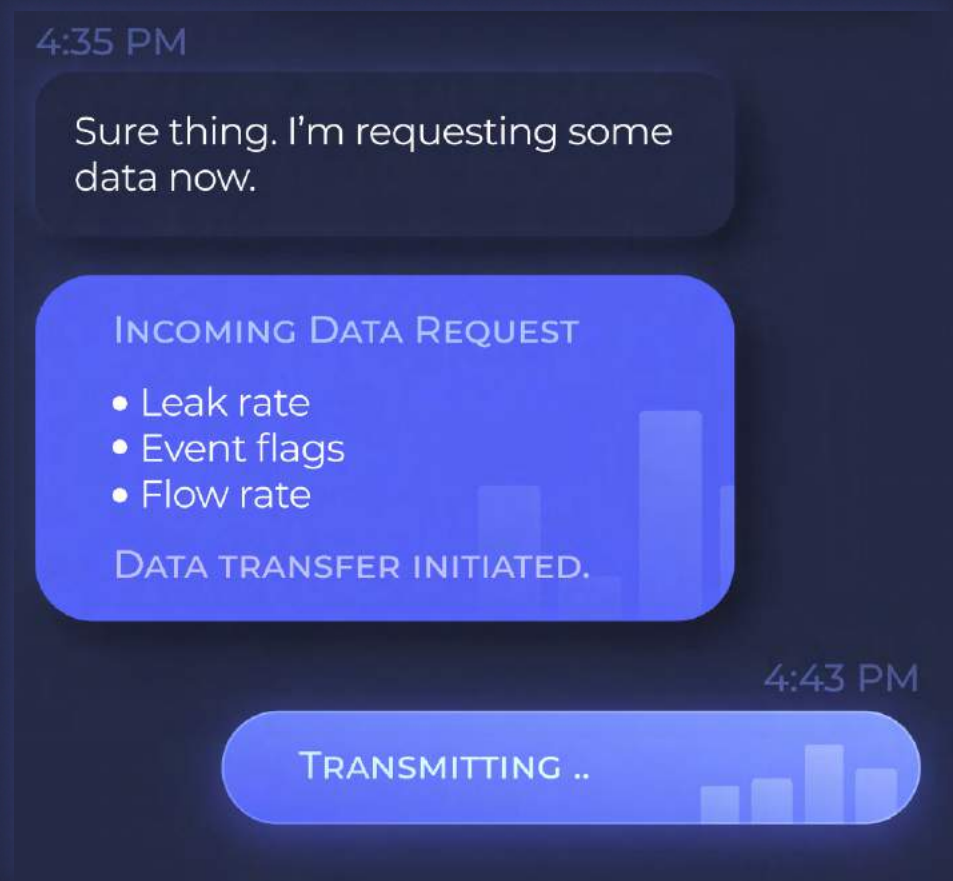 4:35 PM
Sure thing. I'm requesting some
data now.
Incoming Data Request
• Leak rate
• Event flags
• Flow rate
Data transfer initiated.
4:43 PM
Transmitting ..